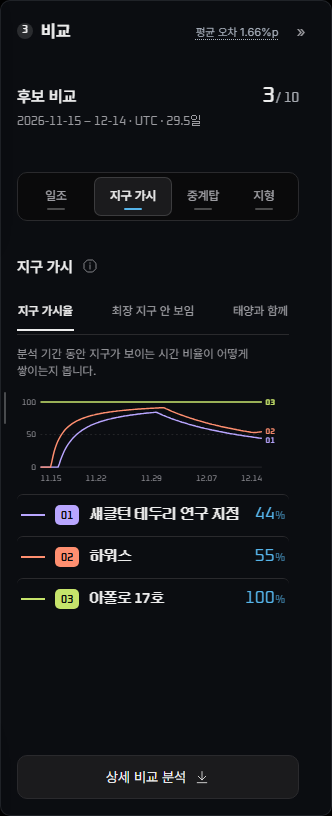 3 비교
평균 오차 1.66%p »
후보 비교
3 / 10
2026-11-15 – 12-14 · UTC · 29.5일
일조 지구 가시 중계탑 지형
지구 가시
지구 가시율 최장 지구 안 보임 태양과 함께
분석 기간 동안 지구가 보이는 시간 비율이 어떻게
쌓이는지 봅니다.
100
50
0
03
02
01
11.15 11.22 11.29 12.07 12.14
01 섀클턴 테두리 연구 지점 44%
02 하워스 55%
03 아폴로 17호 100%
상세 비교 분석